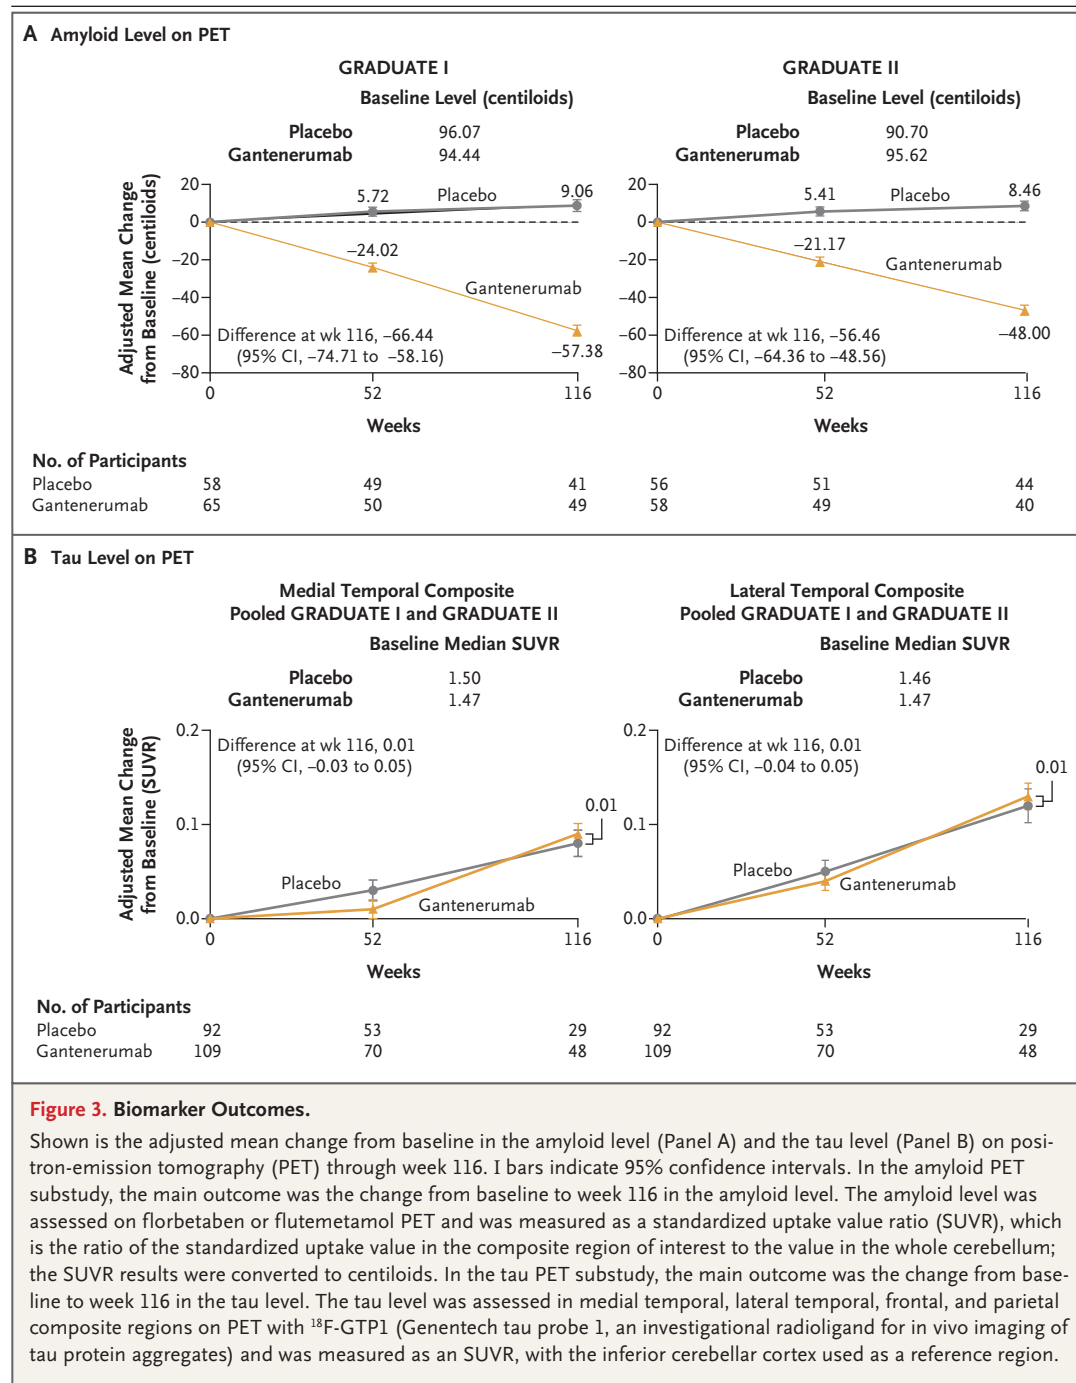 A Amyloid Level on PET
GRADUATE I
Baseline Level (centiloids)
Placebo 96.07
Gantenerumab 94.44
Adjusted Mean Change
from Baseline (centiloids)
20
0
−20
−40
−60
−80
5.72
Placebo
9.06
−24.02
Gantenerumab
Difference at wk 116, −66.44
(95% CI, −74.71 to −58.16)
−57.38
0 52 116
Weeks
GRADUATE II
Baseline Level (centiloids)
Placebo 90.70
Gantenerumab 95.62
20
0
−20
−40
−60
−80
5.41
Placebo
8.46
−21.17
Gantenerumab
Difference at wk 116, −56.46
(95% CI, −64.36 to −48.56)
−48.00
0 52 116
Weeks
No. of Participants
Placebo 58 49 41 56 51 44
Gantenerumab 65 50 49 58 49 40
B Tau Level on PET
Medial Temporal Composite
Pooled GRADUATE I and GRADUATE II
Baseline Median SUVR
Placebo 1.50
Gantenerumab 1.47
Adjusted Mean Change
from Baseline (SUVR)
0.2
0.1
0.0
Difference at wk 116, 0.01
(95% CI, −0.03 to 0.05)
0.01
Placebo
Gantenerumab
0 52 116
Weeks
Lateral Temporal Composite
Pooled GRADUATE I and GRADUATE II
Baseline Median SUVR
Placebo 1.46
Gantenerumab 1.47
0.2
0.1
0.0
Difference at wk 116, 0.01
(95% CI, −0.04 to 0.05)
0.01
Placebo
Gantenerumab
0 52 116
Weeks
No. of Participants
Placebo 92 53 29 92 53 29
Gantenerumab 109 70 48 109 70 48
Figure 3. Biomarker Outcomes.
Shown is the adjusted mean change from baseline in the amyloid level (Panel A) and the tau level (Panel B) on posi-
tron-emission tomography (PET) through week 116. I bars indicate 95% confidence intervals. In the amyloid PET
substudy, the main outcome was the change from baseline to week 116 in the amyloid level. The amyloid level was
assessed on florbetaben or flutemetamol PET and was measured as a standardized uptake value ratio (SUVR), which
is the ratio of the standardized uptake value in the composite region of interest to the value in the whole cerebellum;
the SUVR results were converted to centiloids. In the tau PET substudy, the main outcome was the change from base-
line to week 116 in the tau level. The tau level was assessed in medial temporal, lateral temporal, frontal, and parietal
composite regions on PET with ¹⁸F-GTP1 (Genentech tau probe 1, an investigational radioligand for in vivo imaging of
tau protein aggregates) and was measured as an SUVR, with the inferior cerebellar cortex used as a reference region.